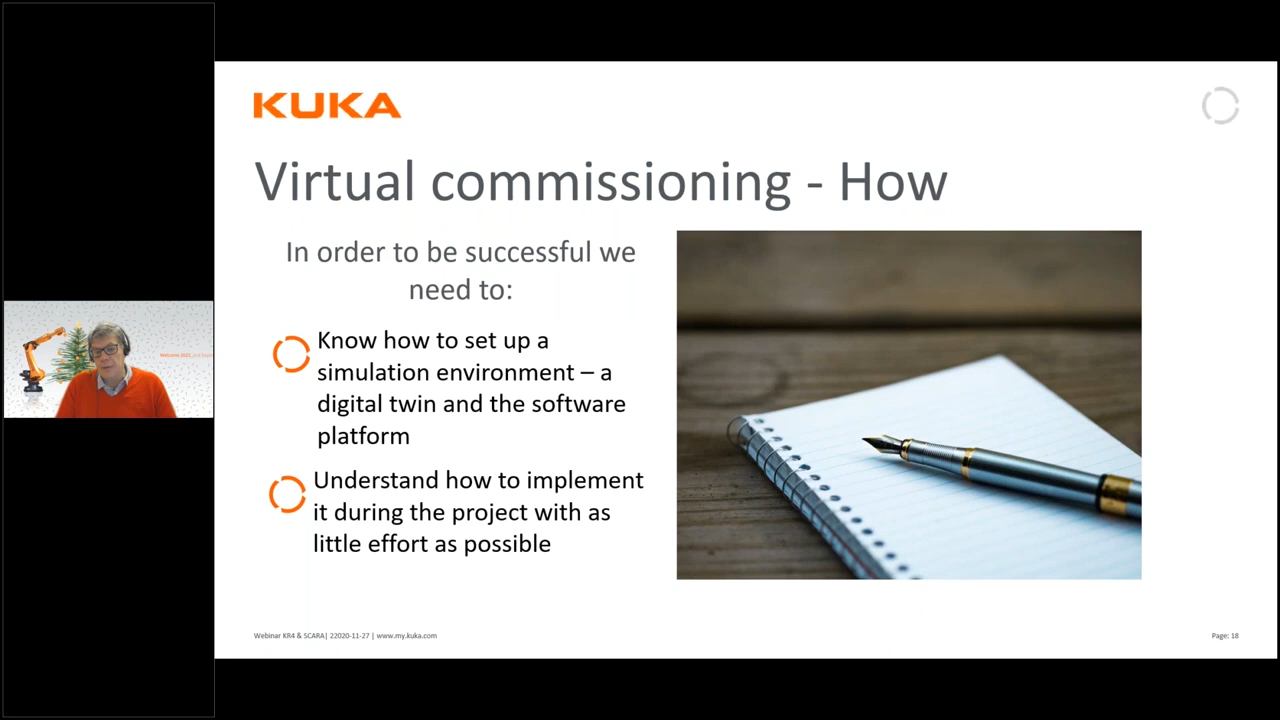 KUKA
Virtual commissioning - How
In order to be successful we
need to:
Know how to set up a
simulation environment – a
digital twin and the software
platform
Understand how to implement
it during the project with as
little effort as possible
Webinar KR4 & SCARA| 22020-11-27 | www.my.kuka.com
Page: 18